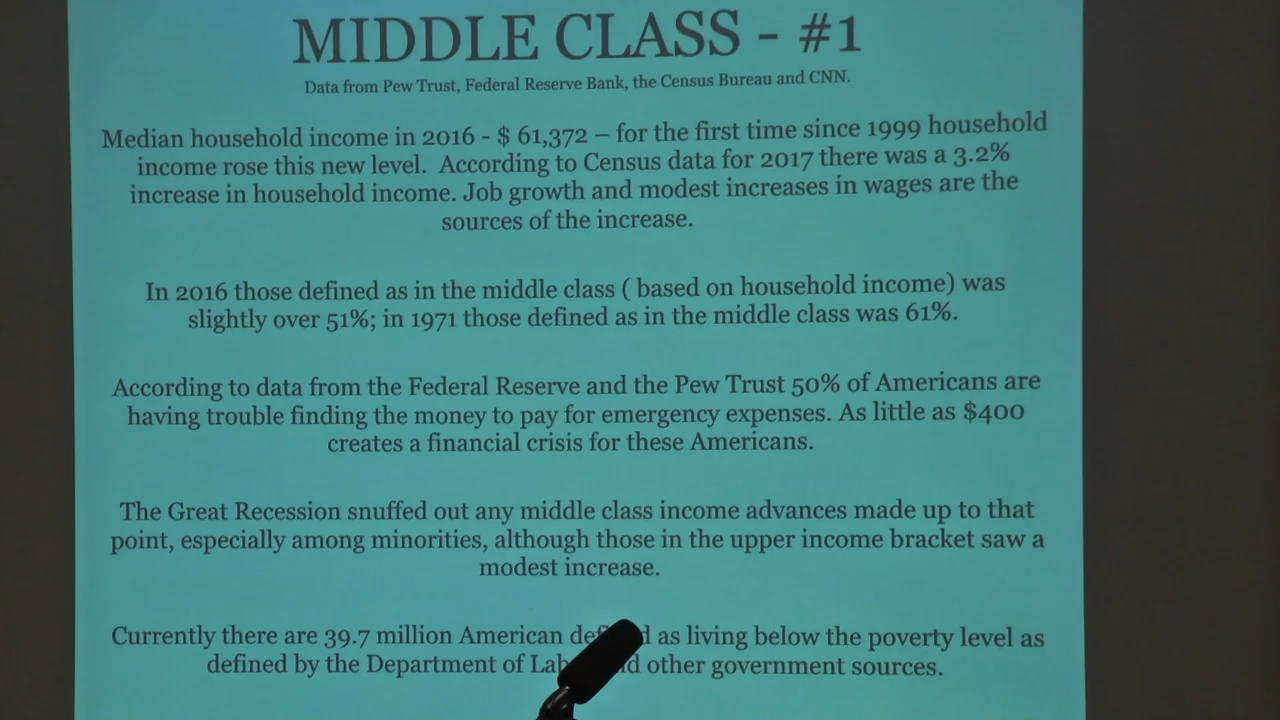 MIDDLE CLASS - #1
Data from Pew Trust, Federal Reserve Bank, the Census Bureau and CNN.
Median household income in 2016 - $ 61,372 – for the first time since 1999 household
income rose this new level. According to Census data for 2017 there was a 3.2%
increase in household income. Job growth and modest increases in wages are the
sources of the increase.
In 2016 those defined as in the middle class ( based on household income) was
slightly over 51%; in 1971 those defined as in the middle class was 61%.
According to data from the Federal Reserve and the Pew Trust 50% of Americans are
having trouble finding the money to pay for emergency expenses. As little as $400
creates a financial crisis for these Americans.
The Great Recession snuffed out any middle class income advances made up to that
point, especially among minorities, although those in the upper income bracket saw a
modest increase.
Currently there are 39.7 million American as living below the poverty level as
defined by the Department of other government sources.